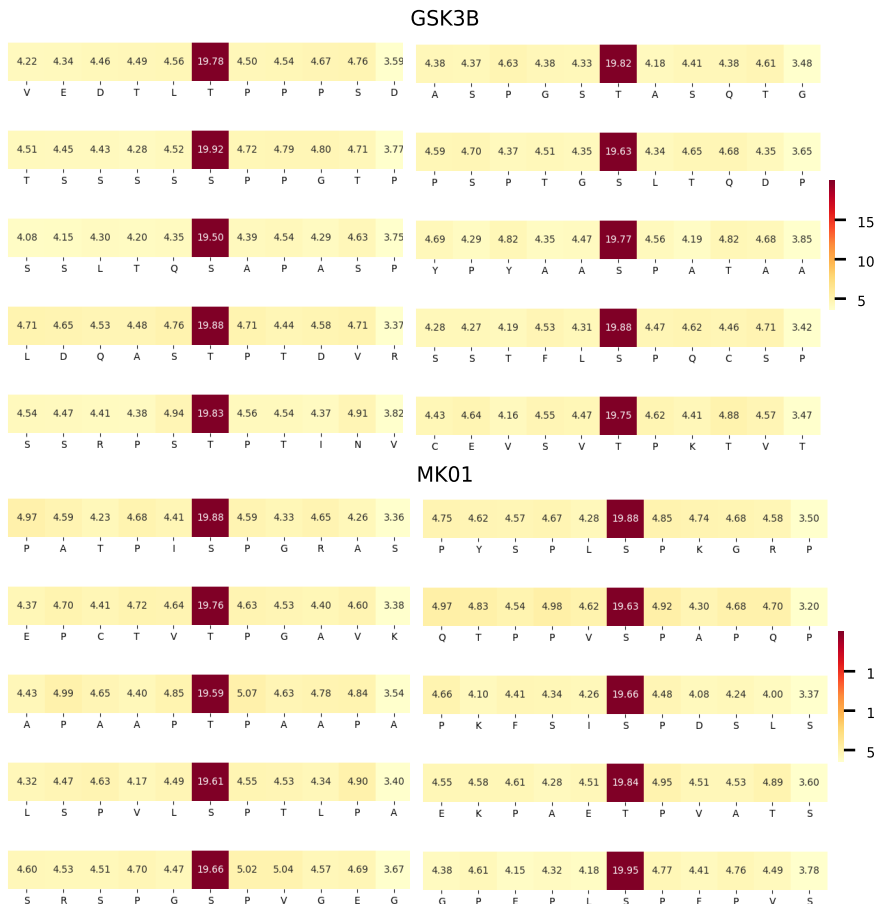 GSK3B
4.22 4.34 4.46 4.49 4.56 19.78 4.50 4.54 4.67 4.76 3.59
V E D T L T P P P S D
4.38 4.37 4.63 4.38 4.33 19.82 4.18 4.41 4.38 4.61 3.48
A S P G S T A S Q T G
4.51 4.45 4.43 4.28 4.52 19.92 4.72 4.79 4.80 4.71 3.77
T S S S S S P P G T P
4.59 4.70 4.37 4.51 4.35 19.63 4.34 4.65 4.68 4.35 3.65
P S P T G S L T Q D P
4.08 4.15 4.30 4.20 4.35 19.50 4.39 4.54 4.29 4.63 3.75
S S L T Q S A P A S P
4.69 4.29 4.82 4.35 4.47 19.77 4.56 4.19 4.82 4.68 3.85
Y P Y A A S P A T A A
4.71 4.65 4.53 4.48 4.76 19.88 4.71 4.44 4.58 4.71 3.37
L D Q A S T P T D V R
4.28 4.27 4.19 4.53 4.31 19.88 4.47 4.62 4.46 4.71 3.42
S S T F L S P Q C S P
4.54 4.47 4.41 4.38 4.94 19.83 4.56 4.54 4.37 4.91 3.82
S S R P S T P T I N V
4.43 4.64 4.16 4.55 4.47 19.75 4.62 4.41 4.88 4.57 3.47
C E V S V T P K T V T
15
10
5
MK01
4.97 4.59 4.23 4.68 4.41 19.88 4.59 4.33 4.65 4.26 3.36
P A T P I S P G R A S
4.75 4.62 4.57 4.67 4.28 19.88 4.85 4.74 4.68 4.58 3.50
P Y S P L S P K G R P
4.37 4.70 4.41 4.72 4.64 19.76 4.63 4.53 4.40 4.60 3.38
E P C T V T P G A V K
4.97 4.83 4.54 4.98 4.62 19.63 4.92 4.30 4.68 4.70 3.20
Q T P P V S P A P Q P
4.43 4.99 4.65 4.40 4.85 19.59 5.07 4.63 4.78 4.84 3.54
A P A A P T P A A P A
4.66 4.10 4.41 4.34 4.26 19.66 4.48 4.08 4.24 4.00 3.37
P K F S I S P D S L S
4.32 4.47 4.63 4.17 4.49 19.61 4.55 4.53 4.34 4.90 3.40
L S P V L S P T L P A
4.55 4.58 4.61 4.28 4.51 19.84 4.95 4.51 4.53 4.89 3.60
E K P A E T P V A T S
4.60 4.53 4.51 4.70 4.47 19.66 5.02 5.04 4.57 4.69 3.67
S R S P G S P V G E G
4.38 4.61 4.15 4.32 4.18 19.95 4.77 4.41 4.76 4.49 3.78
G P L S P V S
1
1
5